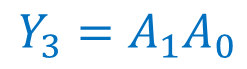 Y₃ = A₁A₀